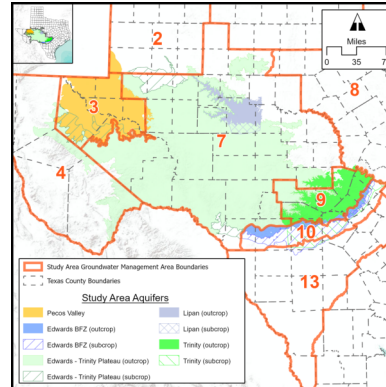 2
Miles
0 35 7
8
3
7
4
9
10
13
Study Area Groundwater Management Area Boundaries
Texas County Boundaries
Study Area Aquifers
Pecos Valley
Lipan (outcrop)
Edwards BFZ (outcrop)
Lipan (subcrop)
Edwards BFZ (subcrop)
Trinity (outcrop)
Edwards - Trinity Plateau (outcrop)
Trinity (subcrop)
Edwards - Trinity Plateau (subcrop)